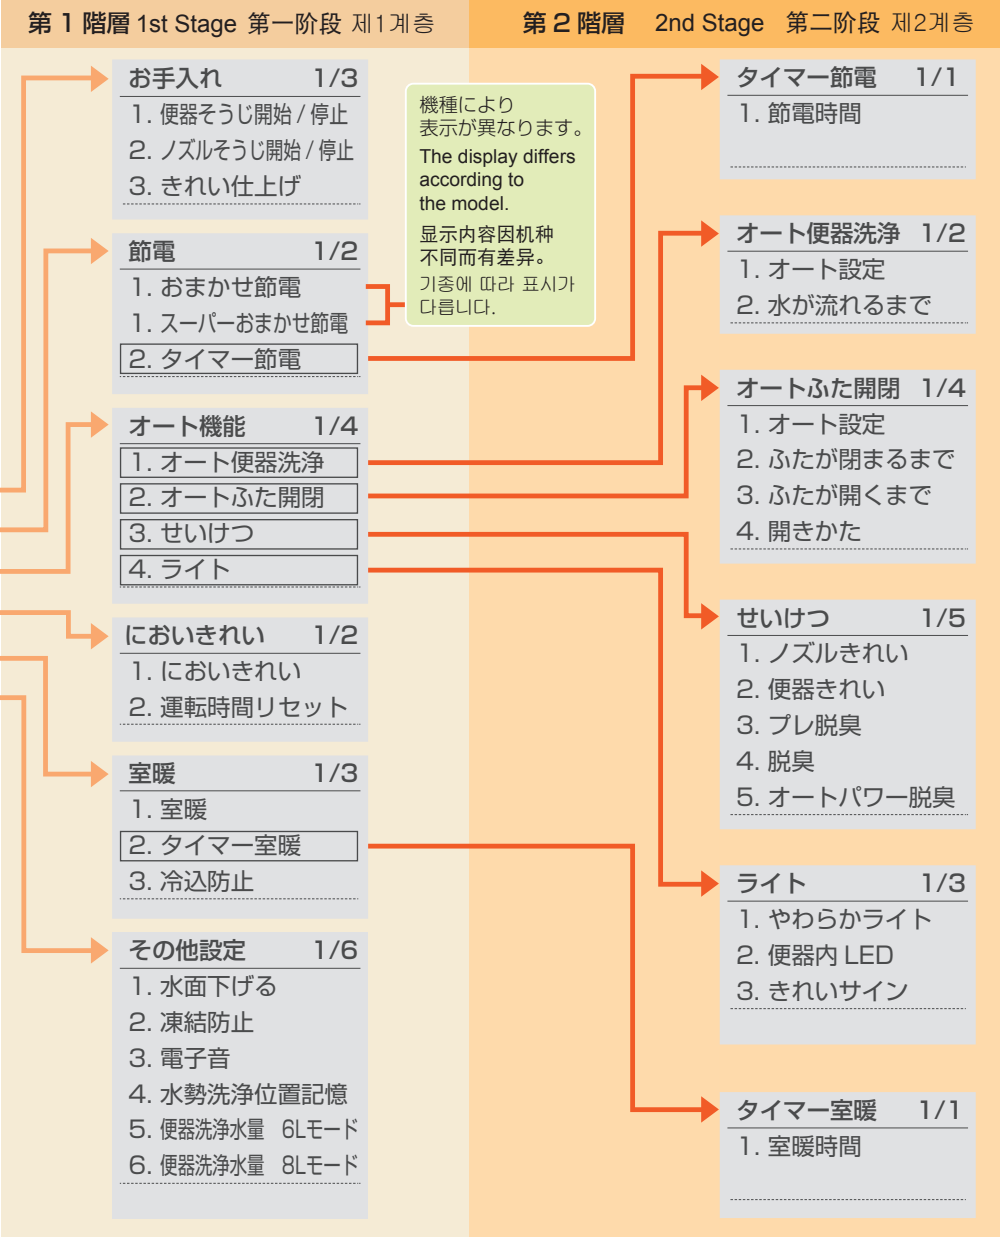 第 1 階層 1st Stage 第一阶段 제1계층
お手入れ 1/3
1. 便器そうじ開始 / 停止
2. ノズルそうじ開始 / 停止
3. きれい仕上げ
節電 1/2
1. おまかせ節電
1. スーパーおまかせ節電
2. タイマー節電
機種により
表示が異なります。
The display differs
according to
the model.
显示内容因机种
不同而有差异。
기종에 따라 표시가
다릅니다.
オート機能 1/4
1. オート便器洗浄
2. オートふた開閉
3. せいけつ
4. ライト
においきれい 1/2
1. においきれい
2. 運転時間リセット
室暖 1/3
1. 室暖
2. タイマー室暖
3. 冷込防止
その他設定 1/6
1. 水面下げる
2. 凍結防止
3. 電子音
4. 水勢洗浄位置記憶
5. 便器洗浄水量 6Lモード
6. 便器洗浄水量 8Lモード
第 2 階層 2nd Stage 第二阶段 제2계층
タイマー節電 1/1
1. 節電時間
オート便器洗浄 1/2
1. オート設定
2. 水が流れるまで
オートふた開閉 1/4
1. オート設定
2. ふたが閉まるまで
3. ふたが開くまで
4. 開きかた
せいけつ 1/5
1. ノズルきれい
2. 便器きれい
3. プレ脱臭
4. 脱臭
5. オートパワー脱臭
ライト 1/3
1. やわらかライト
2. 便器内 LED
3. きれいサイン
タイマー室暖 1/1
1. 室暖時間